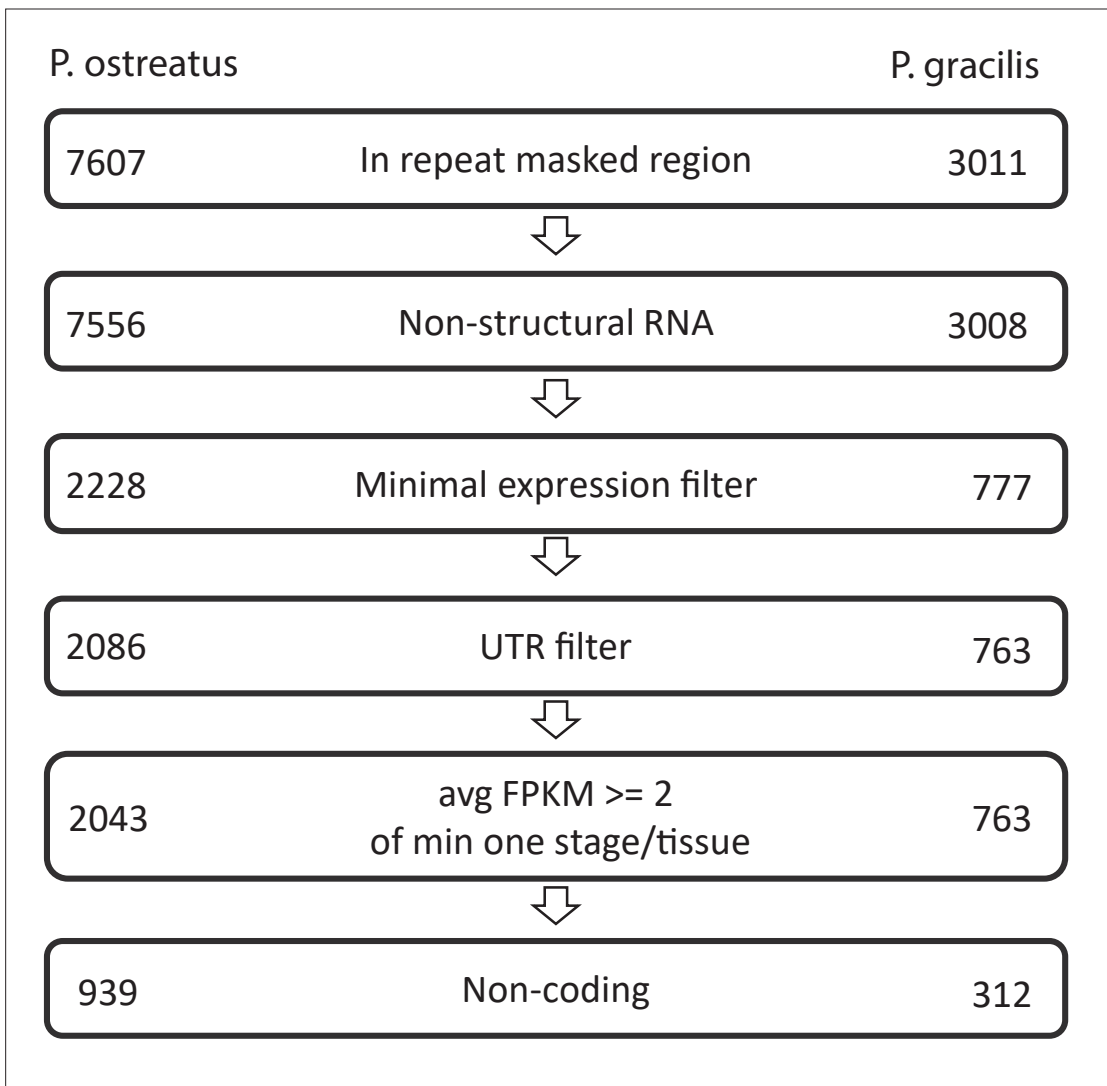 P. ostreatus P. gracilis
7607 In repeat masked region 3011
7556 Non-structural RNA 3008
2228 Minimal expression filter 777
2086 UTR filter 763
avg FPKM >= 2
2043 763
of min one stage/tissue
939 Non-coding 312